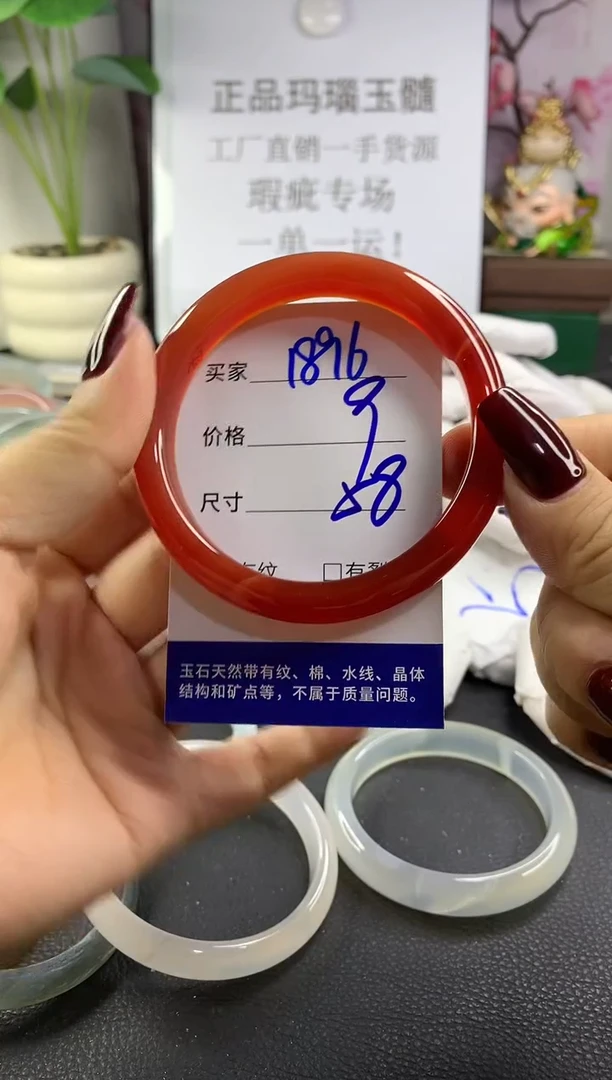 正品玛瑙玉髓
工厂直销一手货源
瑕疵专场
一单一运!
买家 1896
价格 9
尺寸 58
有纹 □有裂
玉石天然带有纹、棉、水线、晶体
结构和矿点等，不属于质量问题。